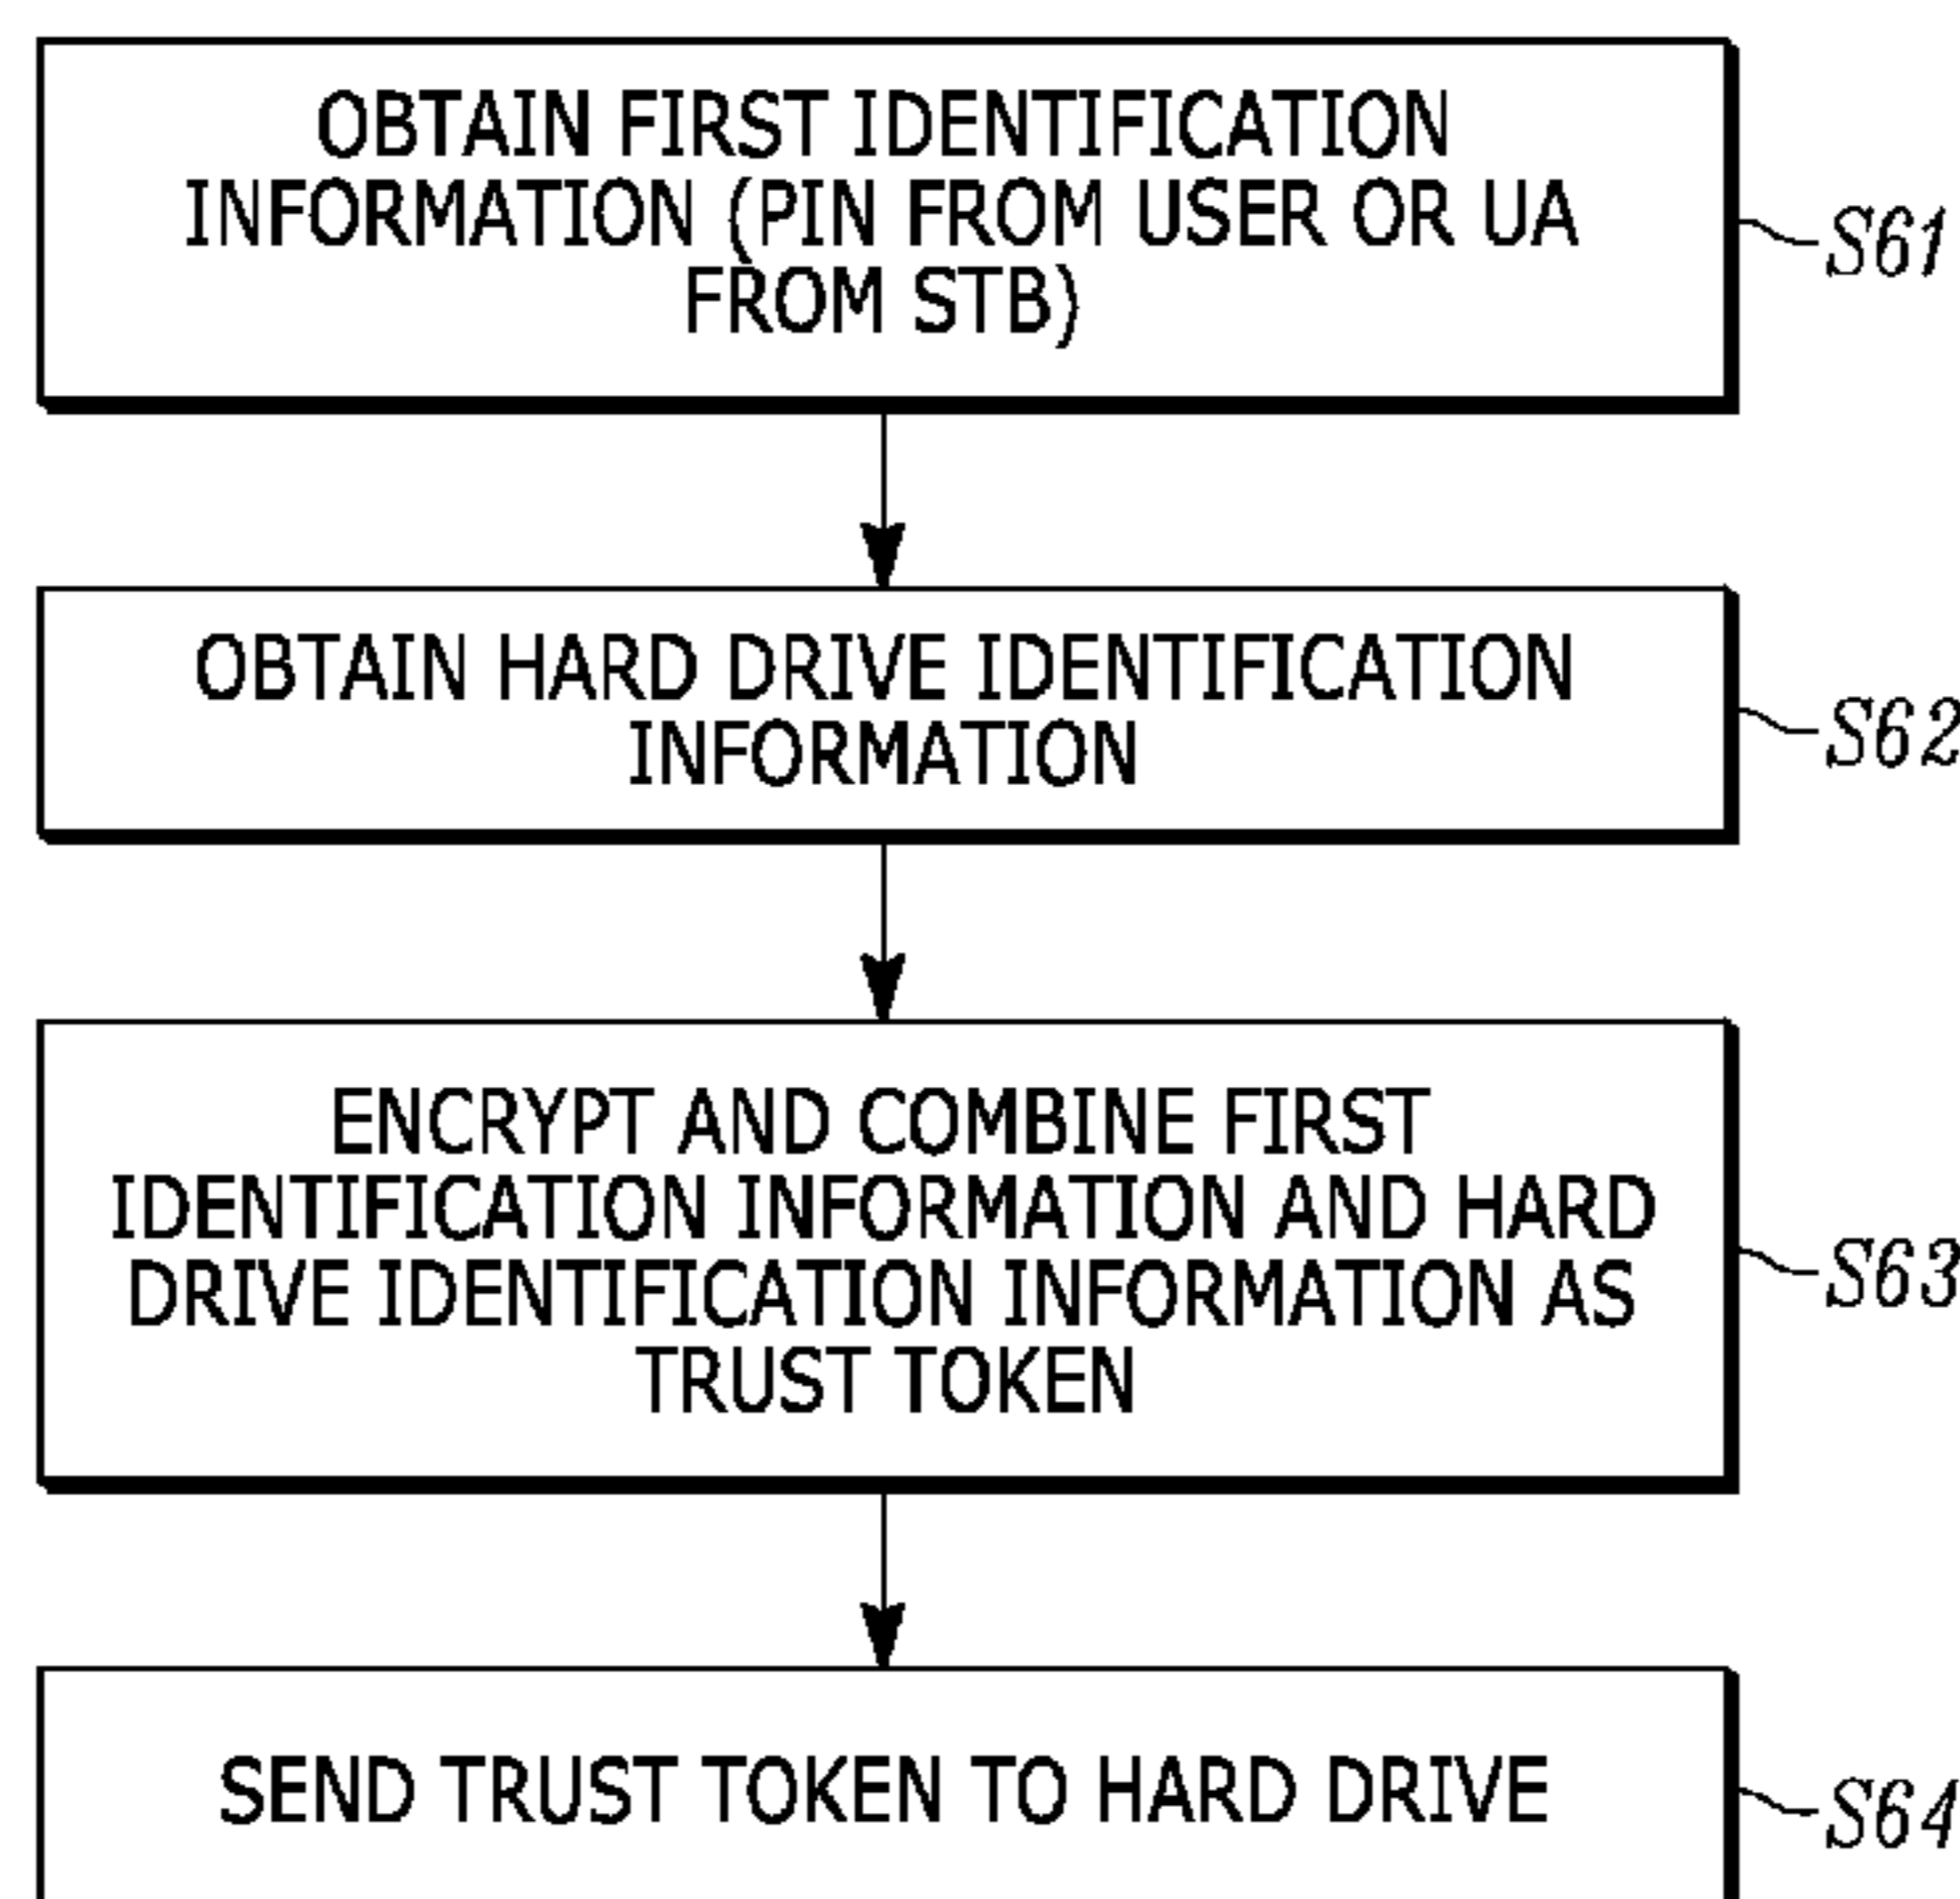 OBTAIN FIRST IDENTIFICATION
INFORMATION (PIN FROM USER OR UA
FROM STB)
S61
OBTAIN HARD DRIVE IDENTIFICATION
INFORMATION
S62
ENCRYPT AND COMBINE FIRST
IDENTIFICATION INFORMATION AND HARD
DRIVE IDENTIFICATION INFORMATION AS
TRUST TOKEN
S63
SEND TRUST TOKEN TO HARD DRIVE
S64